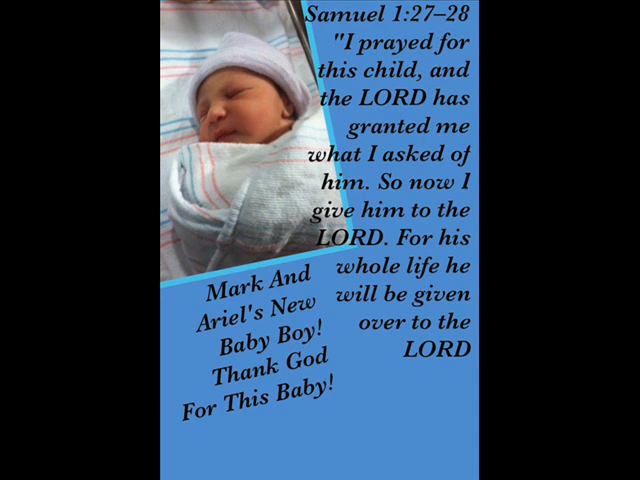 Samuel 1:27–28
"I prayed for
this child, and
the LORD has
granted me
what I asked of
him. So now I
give him to the
LORD. For his
whole life he
will be given
over to the
LORD
Mark And
Ariel's New
Baby Boy!
Thank God
For This Baby!